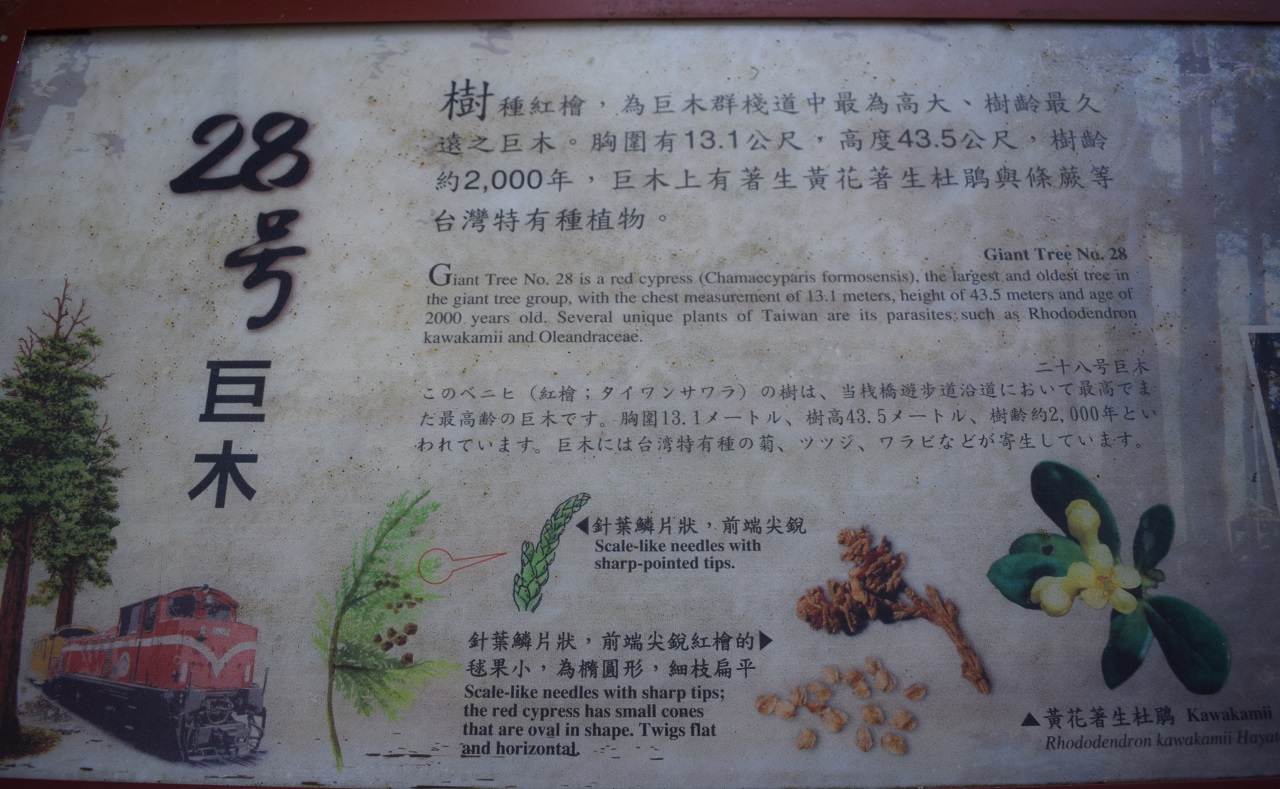 28
号
巨
木
樹種紅檜，為巨木群棧道中最為高大、樹齡最久
遠之巨木。胸圍有13.1公尺，高度43.5公尺，樹齡
約2,000年，巨木上有著生黃花著生杜鵑與條蕨等
台灣特有種植物。
Giant Tree No. 28
Giant Tree No. 28 is a red cypress (Chamaecyparis formosensis), the largest and oldest tree in
the giant tree group, with the chest measurement of 13.1 meters, height of 43.5 meters and age of
2000 years old. Several unique plants of Taiwan are its parasites such as Rhododendron
kawakamii and Oleandraceae.
二十八号巨木
このベニヒ（紅檜；タイワンサワラ）の樹は、当桟橋遊歩道沿道において最高でま
た最高齢の巨木です。胸圍13.1メートル、樹高43.5メートル、樹齢約2,000年とい
われています。巨木には台湾特有種の菊、ツツジ、ワラビなどが寄生しています。
◀針葉鱗片狀，前端尖銳
Scale-like needles with
sharp-pointed tips.
針葉鱗片狀，前端尖銳紅檜的▶
毬果小，為橢圓形，細枝扁平
Scale-like needles with sharp tips;
the red cypress has small cones
that are oval in shape. Twigs flat
and horizontal.
▲黃花著生杜鵑 Kawakamii
Rhododendron kawakamii Hayat